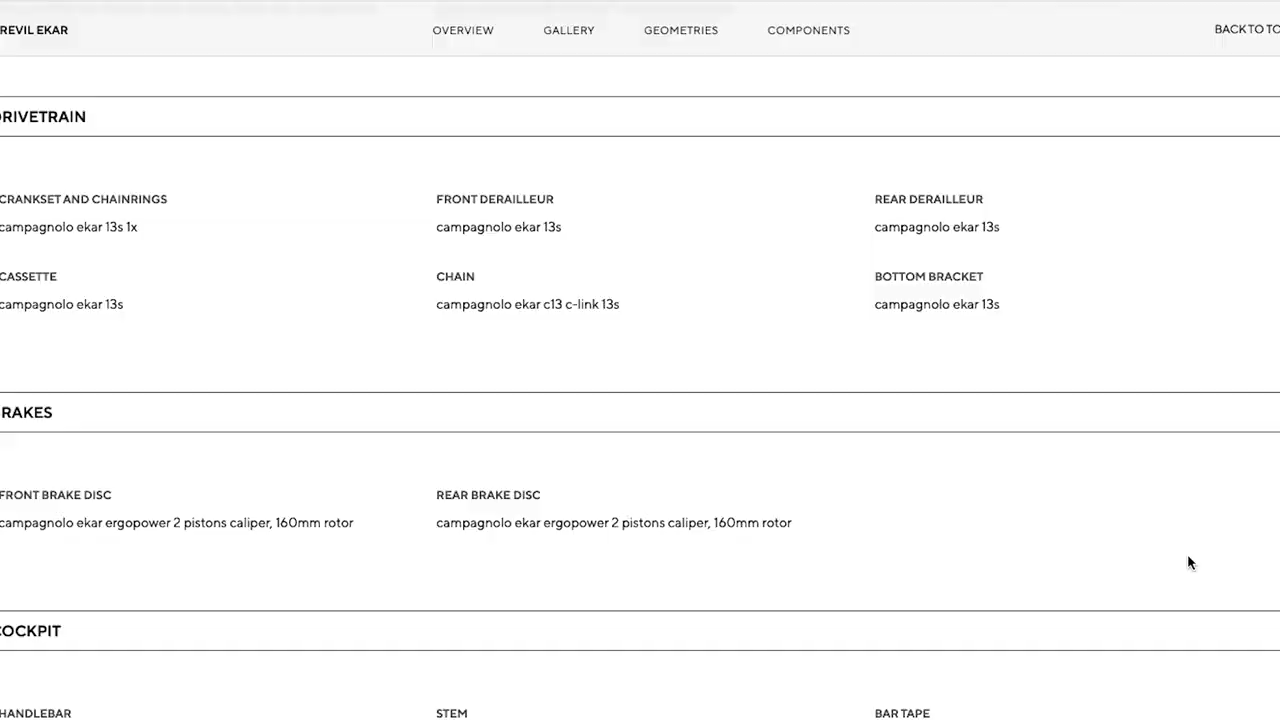 REVIL EKAR
OVERVIEW
GALLERY
GEOMETRIES
COMPONENTS
BACK TO TO
DRIVETRAIN
CRANKSET AND CHAINRINGS
campagnolo ekar 13s 1x
FRONT DERAILLEUR
campagnolo ekar 13s
REAR DERAILLEUR
campagnolo ekar 13s
CASSETTE
campagnolo ekar 13s
CHAIN
campagnolo ekar c13 c-link 13s
BOTTOM BRACKET
campagnolo ekar 13s
RAKES
FRONT BRAKE DISC
campagnolo ekar ergopower 2 pistons caliper, 160mm rotor
REAR BRAKE DISC
campagnolo ekar ergopower 2 pistons caliper, 160mm rotor
COCKPIT
HANDLEBAR
STEM
BAR TAPE